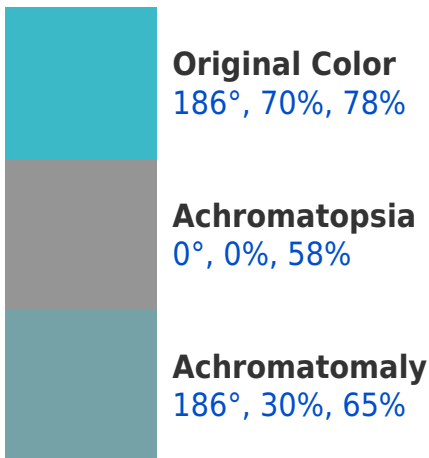 Original Color
186°, 70%, 78%
Achromatopsia
0°, 0%, 58%
Achromatomaly
186°, 30%, 65%